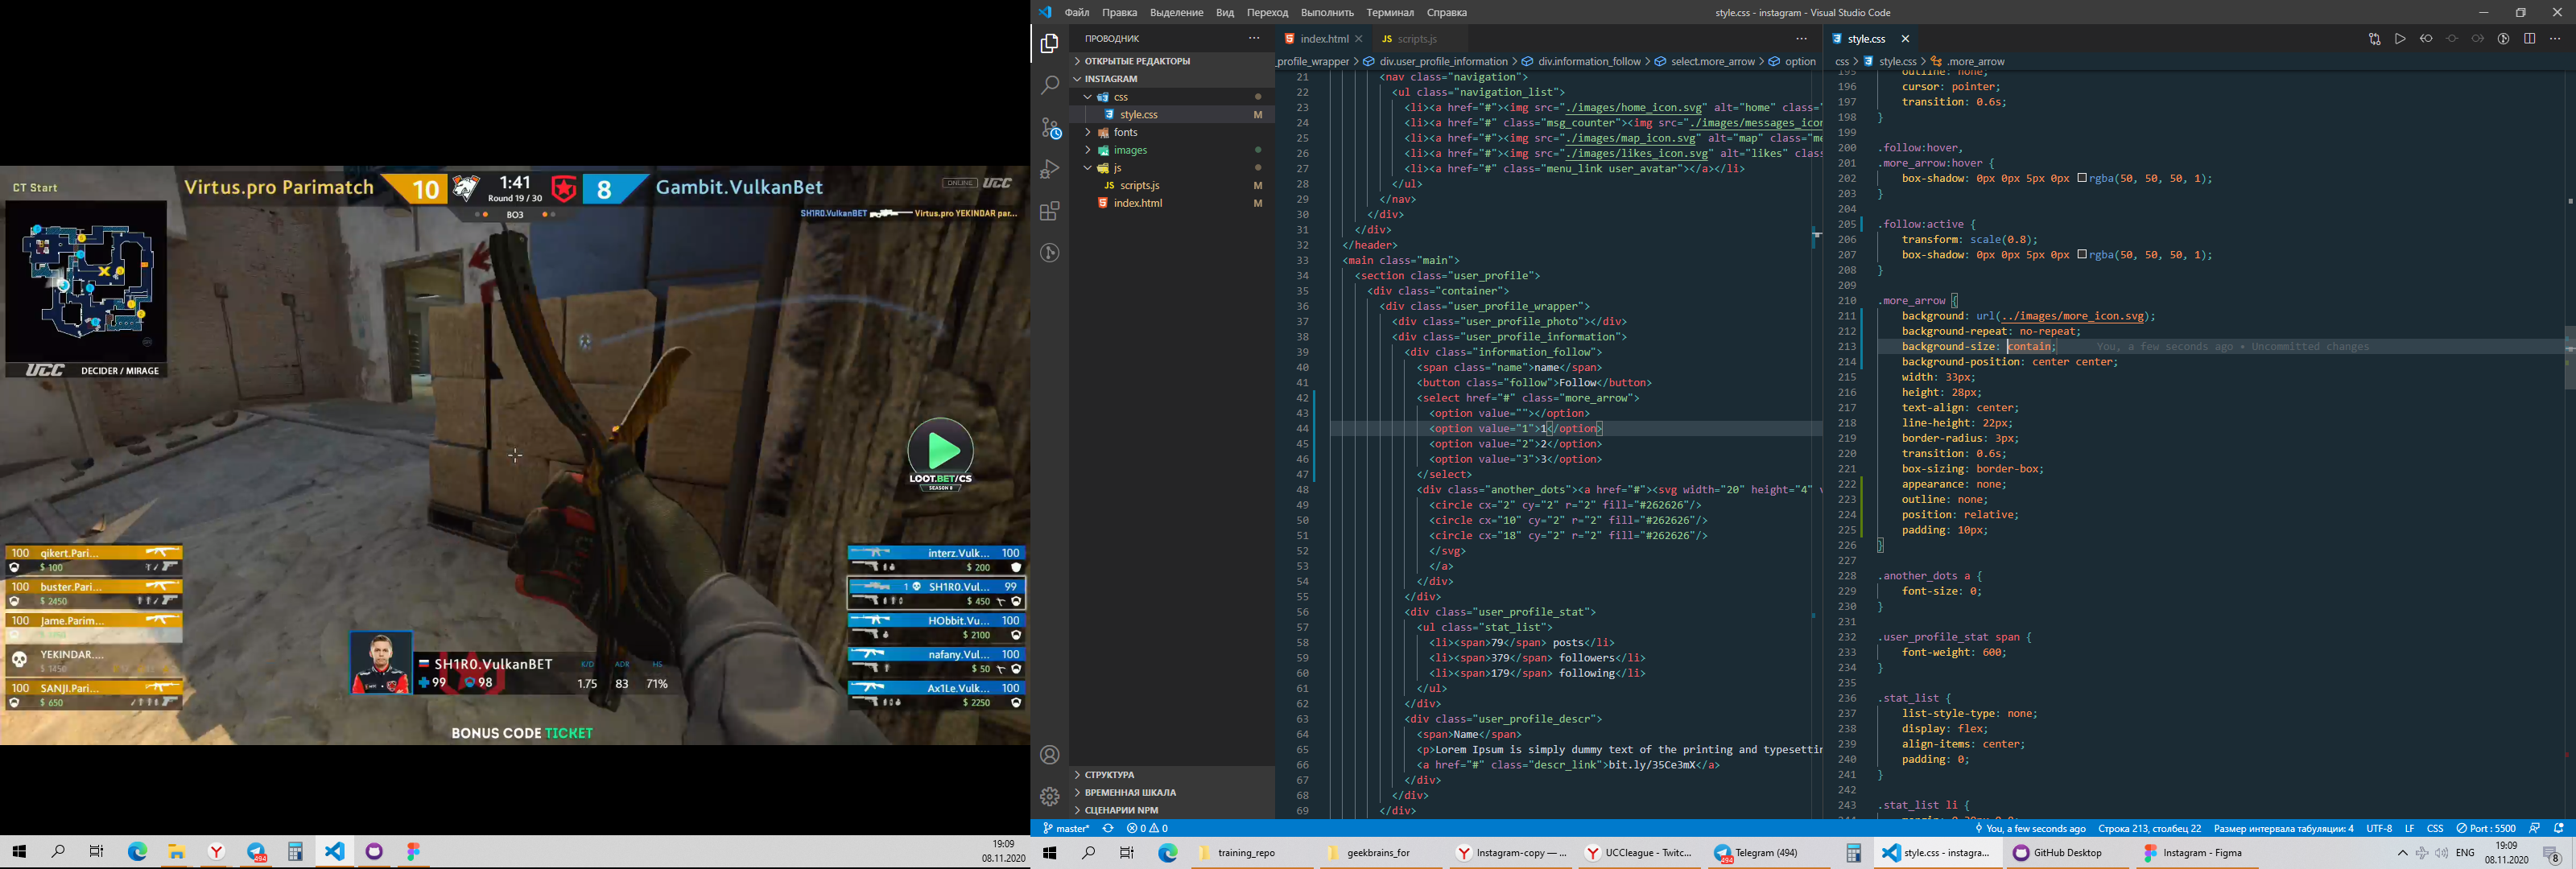 CT Start
Virtus.pro Parimatch
10
1:41
Round 19 / 30
BO3
8
Gambit.VulkanBet
ONLINE UCC
SH1R0.VulkanBET Virtus.pro YEKINDAR par...
UCC DECIDER / MIRAGE
LOOT.BET/CS
SEASON 8
100 qikert.Pari...
$ 100
100 buster.Pari...
$ 2450
100 Jame.Parim...
YEKINDAR....
$ 1450
100 SANJI.Pari...
$ 650
interz.Vulk... 100
$ 200
1 SH1R0.Vul... 99
$ 450
HObbit.Vu... 100
$ 2100
nafany.Vul... 100
$ 50
Ax1Le.Vulk... 100
$ 2250
SH1R0.VulkanBET
99 98
K/D ADR HS
1.75 83 71%
BONUS CODE TICKET
19:09
08.11.2020
Файл Правка Выделение Вид Переход Выполнить Терминал Справка
style.css - instagram - Visual Studio Code
ПРОВОДНИК
ОТКРЫТЫЕ РЕДАКТОРЫ
INSTAGRAM
css
style.css M
fonts
images
js
JS scripts.js M
index.html M
СТРУКТУРА
ВРЕМЕННАЯ ШКАЛА
СЦЕНАРИИ NPM
index.html
JS scripts.js
_profile_wrapper > div.user_profile_information > div.information_follow > select.more_arrow > option
21 <nav class="navigation">
22 <ul class="navigation_list">
23 <li><a href="#"><img src="./images/home_icon.svg" alt="home" class="
24 <li><a href="#" class="msg_counter"><img src="./images/messages_icon
25 <li><a href="#"><img src="./images/map_icon.svg" alt="map" class="me
26 <li><a href="#"><img src="./images/likes_icon.svg" alt="likes" clas
27 <li><a href="#" class="menu_link user_avatar"></a></li>
28 </ul>
29 </nav>
30 </div>
31 </div>
32 </header>
33 <main class="main">
34 <section class="user_profile">
35 <div class="container">
36 <div class="user_profile_wrapper">
37 <div class="user_profile_photo"></div>
38 <div class="user_profile_information">
39 <div class="information_follow">
40 <span class="name">name</span>
41 <button class="follow">Follow</button>
42 <select href="#" class="more_arrow">
43 <option value=""></option>
44 <option value="1">1</option>
45 <option value="2">2</option>
46 <option value="3">3</option>
47 </select>
48 <div class="another_dots"><a href="#"><svg width="20" height="4" v
49 <circle cx="2" cy="2" r="2" fill="#262626"/>
50 <circle cx="10" cy="2" r="2" fill="#262626"/>
51 <circle cx="18" cy="2" r="2" fill="#262626"/>
52 </svg>
53 </a>
54 </div>
55 </div>
56 <div class="user_profile_stat">
57 <ul class="stat_list">
58 <li><span>79</span> posts</li>
59 <li><span>379</span> followers</li>
60 <li><span>179</span> following</li>
61 </ul>
62 </div>
63 <div class="user_profile_descr">
64 <span>Name</span>
65 <p>Lorem Ipsum is simply dummy text of the printing and typesettin
66 <a href="#" class="descr_link">bit.ly/35Ce3mX</a>
67 </div>
68 </div>
69 </div>
style.css
css > style.css > .more_arrow
195 outline: none;
196 cursor: pointer;
197 transition: 0.6s;
198 }
199
200 .follow:hover,
201 .more_arrow:hover {
202 box-shadow: 0px 0px 5px 0px rgba(50, 50, 50, 1);
203 }
204
205 .follow:active {
206 transform: scale(0.8);
207 box-shadow: 0px 0px 5px 0px rgba(50, 50, 50, 1);
208 }
209
210 .more_arrow {
211 background: url(../images/more_icon.svg);
212 background-repeat: no-repeat;
213 background-size: contain; You, a few seconds ago • Uncommitted changes
214 background-position: center center;
215 width: 33px;
216 height: 28px;
217 text-align: center;
218 line-height: 22px;
219 border-radius: 3px;
220 transition: 0.6s;
221 box-sizing: border-box;
222 appearance: none;
223 outline: none;
224 position: relative;
225 padding: 10px;
226 }
227
228 .another_dots a {
229 font-size: 0;
230 }
231
232 .user_profile_stat span {
233 font-weight: 600;
234 }
235
236 .stat_list {
237 list-style-type: none;
238 display: flex;
239 align-items: center;
240 padding: 0;
241 }
242
243 .stat_list li {
master* 0 0
You, a few seconds ago Строка 213, столбец 22 Размер интервала табуляции: 4 UTF-8 LF CSS Port : 5500
training_repo
geekbrains_for
Instagram-copy — ...
UCCleague - Twitc...
Telegram (494)
style.css - instagra...
GitHub Desktop
Instagram - Figma
ENG
19:09
08.11.2020
8